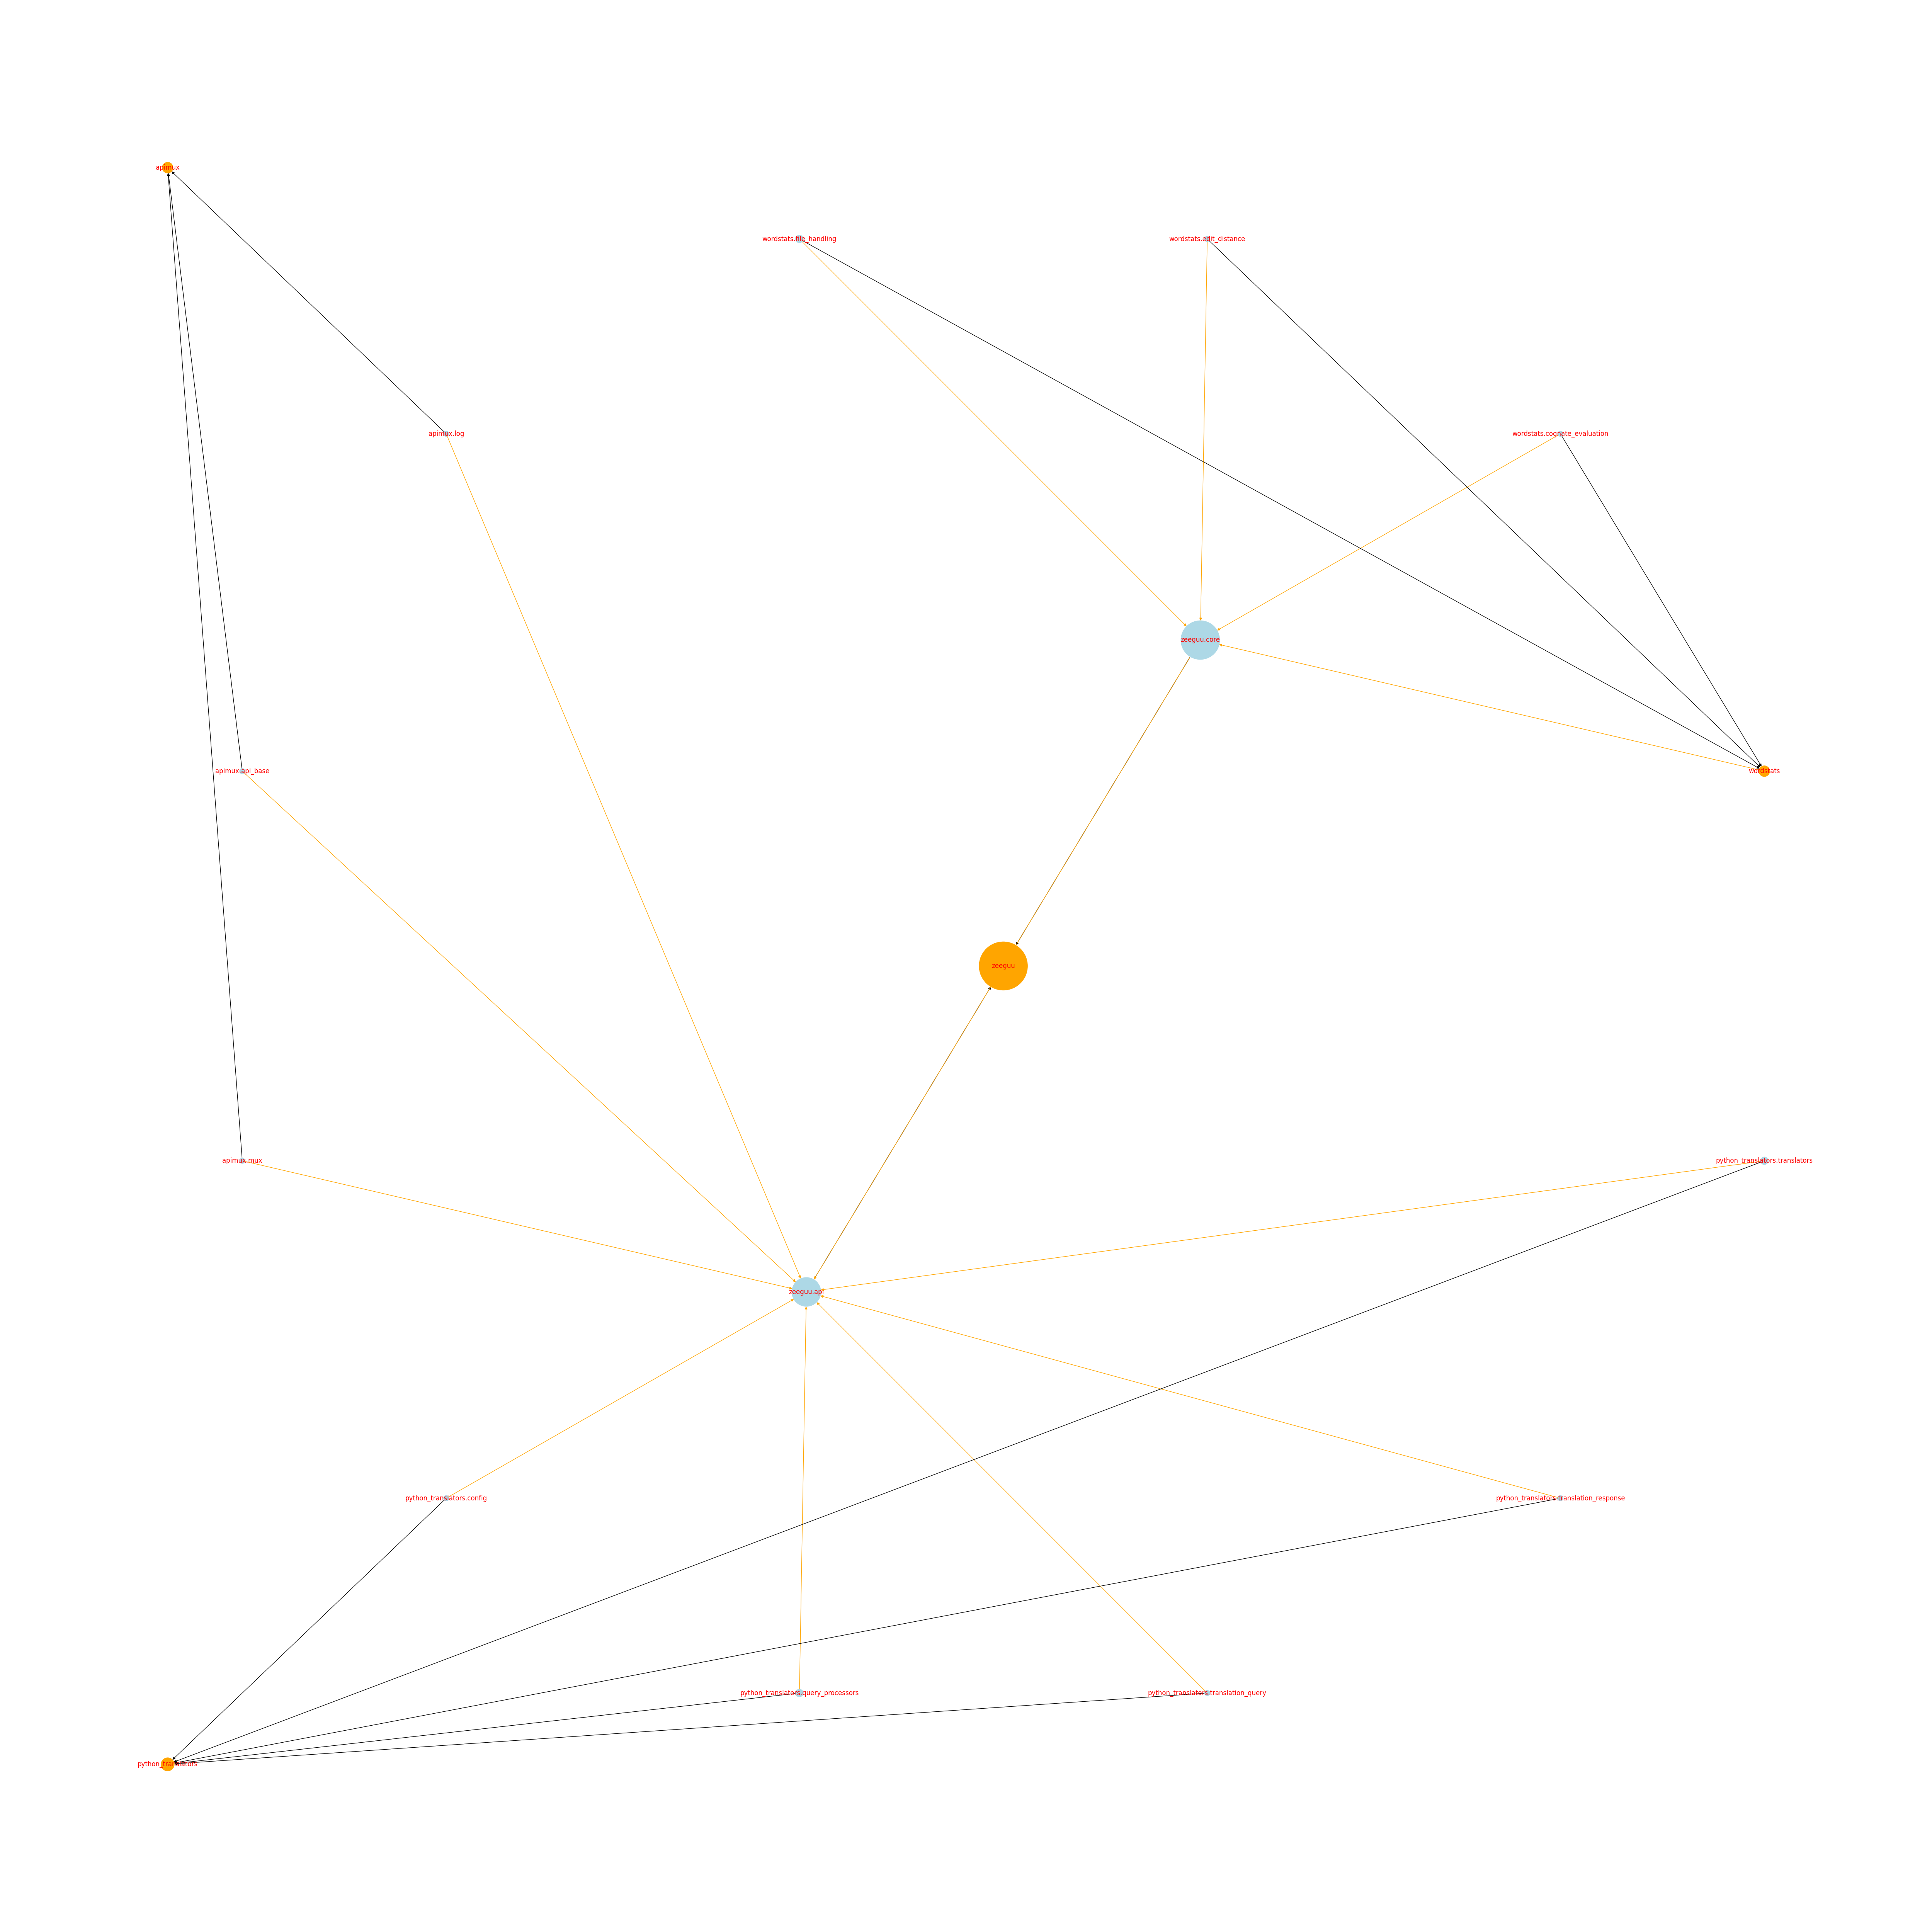 apimux
wordstats.file_handling
wordstats.edit_distance
apimux.log
wordstats.cognate_evaluation
zeeguu.core
apimux.api_base
wordstats
zeeguu
apimux.mux
python_translators.translators
zeeguu.api
python_translators.config
python_translators.translation_response
python_translators.query_processors
python_translators.translation_query
python_translators